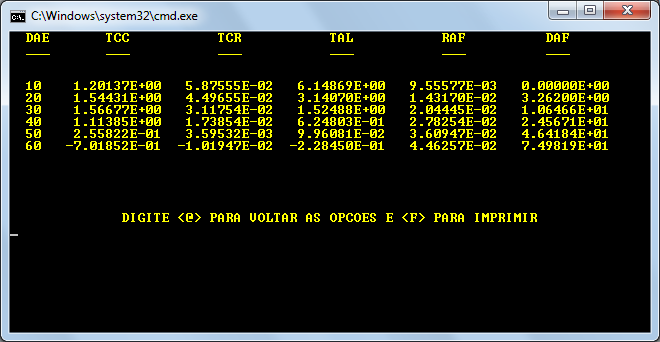 C:\Windows\system32\cmd.exe
DAE TCC TCR TAL RAF DAF
10 1.20137E+00 5.87555E-02 6.14869E+00 9.55577E-03 0.00000E+00
20 1.54431E+00 4.49655E-02 3.14070E+00 1.43170E-02 3.26200E+00
30 1.56677E+00 3.11754E-02 1.52488E+00 2.04445E-02 1.06466E+01
40 1.11385E+00 1.73854E-02 6.24803E-01 2.78254E-02 2.45671E+01
50 2.55822E-01 3.59532E-03 9.96081E-02 3.60947E-02 4.64184E+01
60 -7.01852E-01 -1.01947E-02 -2.28450E-01 4.46257E-02 7.49819E+01
DIGITE <@> PARA VOLTAR AS OPCOES E <F> PARA IMPRIMIR